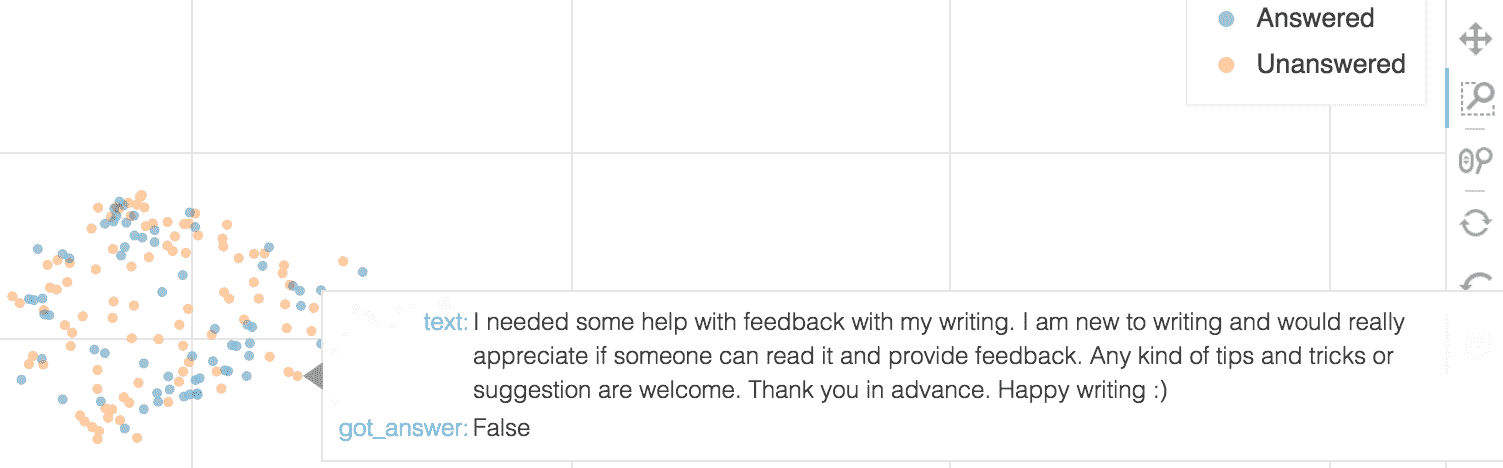 Answered
Unanswered
text: I needed some help with feedback with my writing. I am new to writing and would really
appreciate if someone can read it and provide feedback. Any kind of tips and tricks or
suggestion are welcome. Thank you in advance. Happy writing :)
got_answer: False